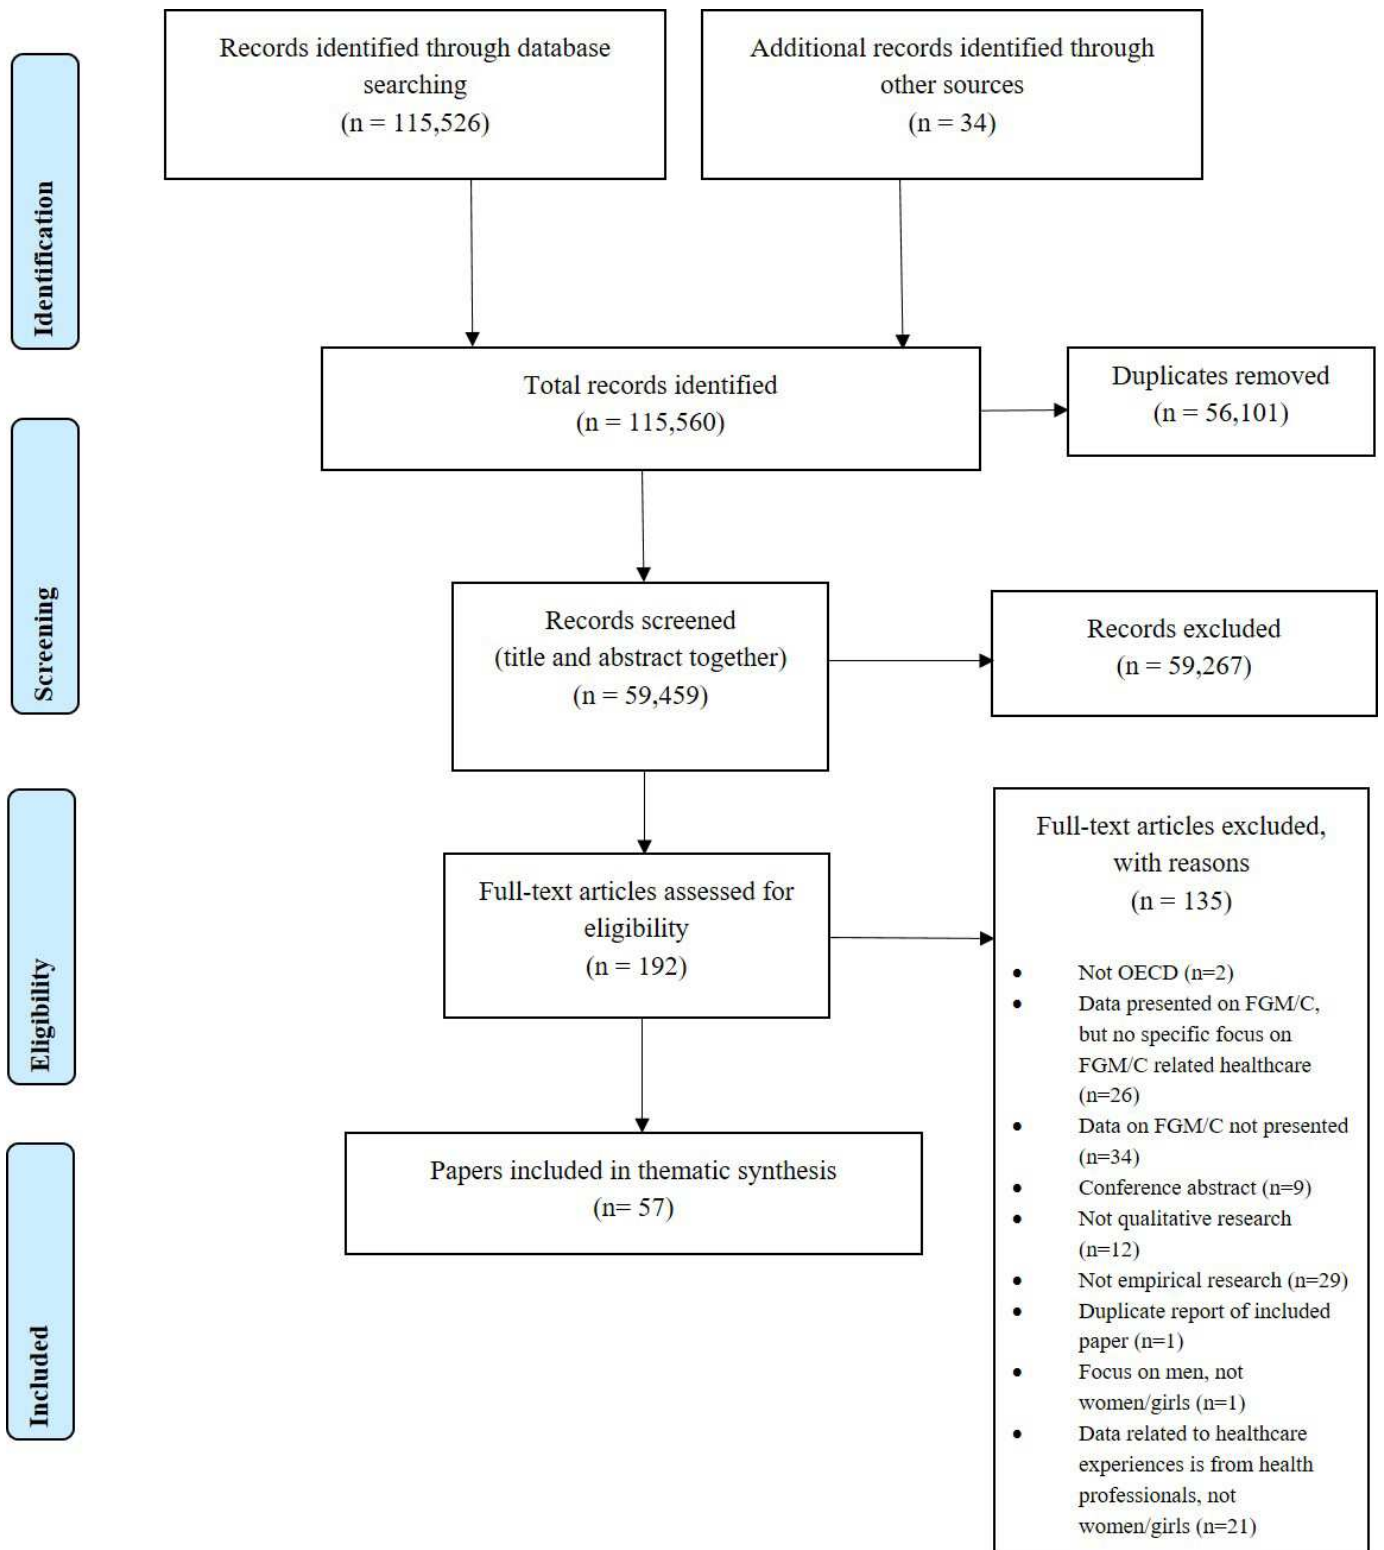 Identification
Records identified through database
searching
(n = 115,526)
Additional records identified through
other sources
(n = 34)
Total records identified
(n = 115,560)
Duplicates removed
(n = 56,101)
Screening
Records screened
(title and abstract together)
(n = 59,459)
Records excluded
(n = 59,267)
Eligibility
Full-text articles assessed for
eligibility
(n = 192)
Full-text articles excluded,
with reasons
(n = 135)
• Not OECD (n=2)
• Data presented on FGM/C,
but no specific focus on
FGM/C related healthcare
(n=26)
• Data on FGM/C not presented
(n=34)
• Conference abstract (n=9)
• Not qualitative research
(n=12)
• Not empirical research (n=29)
• Duplicate report of included
paper (n=1)
• Focus on men, not
women/girls (n=1)
• Data related to healthcare
experiences is from health
professionals, not
women/girls (n=21)
Included
Papers included in thematic synthesis
(n= 57)